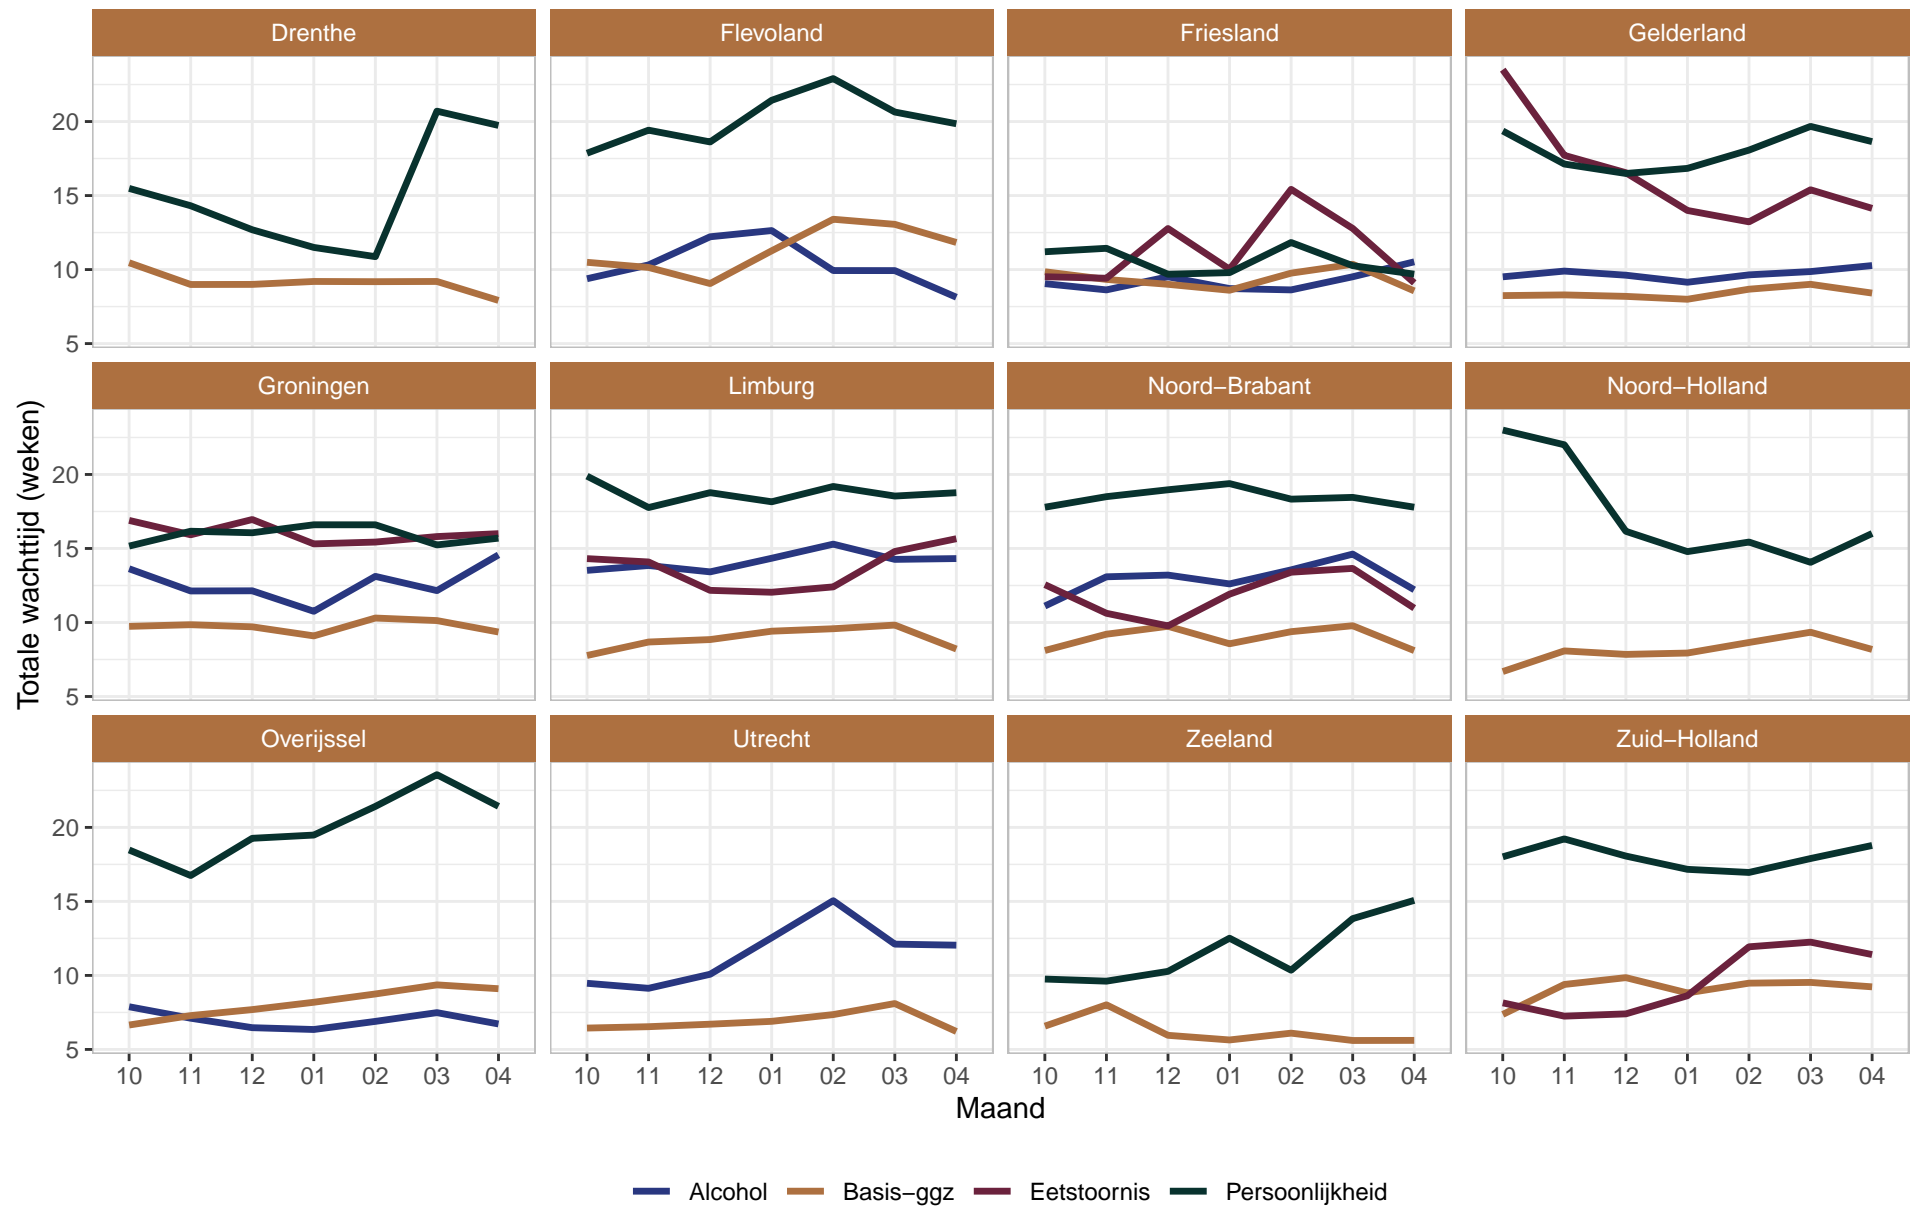 Drenthe Flevoland Friesland Gelderland
20
15
10
5
Groningen Limburg Noord−Brabant Noord−Holland
20
15
10
5
Overijssel Utrecht Zeeland Zuid−Holland
20
15
10
5
10 11 12 01 02 03 04 10 11 12 01 02 03 04 10 11 12 01 02 03 04 10 11 12 01 02 03 04
Totale wachttijd (weken)
Maand
Alcohol Basis−ggz Eetstoornis Persoonlijkheid